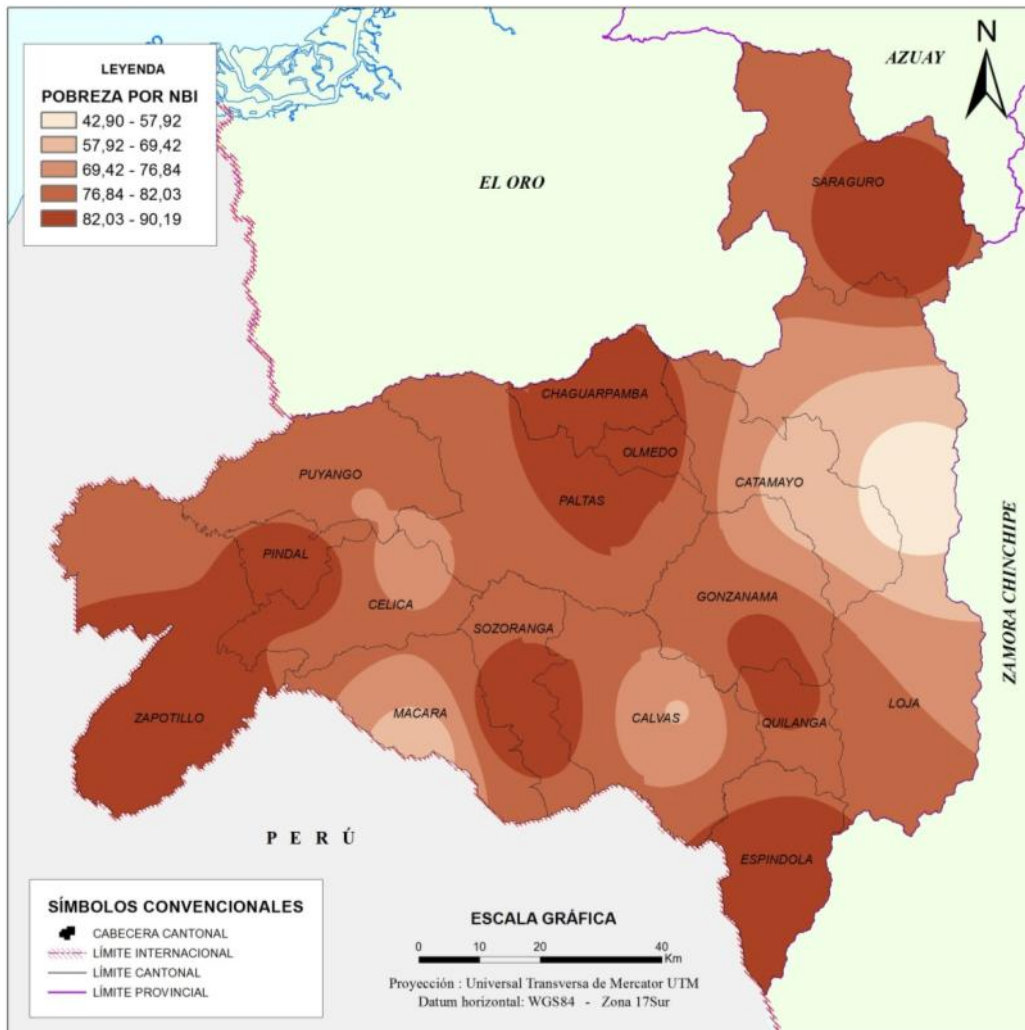 LEYENDA
POBREZA POR NBI
42,90 - 57,92
57,92 - 69,42
69,42 - 76,84
76,84 - 82,03
82,03 - 90,19
AZUAY
N
EL ORO
SARAGURO
CHAGUARPAMBA
OLMEDO
PUYANGO
CATAMAYO
PALTAS
PINDAL
ZAMORA CHINCHIPE
CELICA
GONZANAMA
SOZORANGA
ZAPOTILLO
MACARA
CALVAS
QUILANGA
LOJA
P E R Ú
ESPINDOLA
SÍMBOLOS CONVENCIONALES
CABECERA CANTONAL
LÍMITE INTERNACIONAL
LÍMITE CANTONAL
LÍMITE PROVINCIAL
ESCALA GRÁFICA
0 10 20 40
Km
Proyección : Universal Transversa de Mercator UTM
Datum horizontal: WGS84 - Zona 17Sur